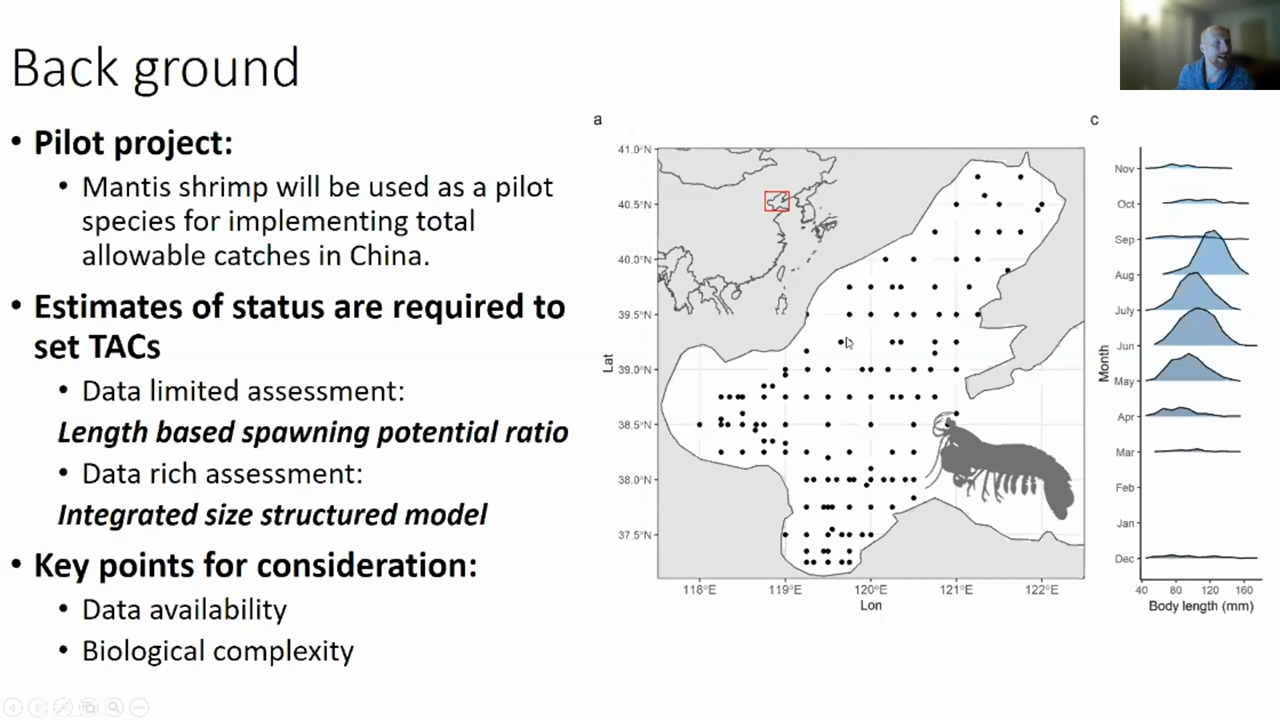 Back ground
• Pilot project:
• Mantis shrimp will be used as a pilot
species for implementing total
allowable catches in China.
• Estimates of status are required to
set TACs
• Data limited assessment:
Length based spawning potential ratio
• Data rich assessment:
Integrated size structured model
• Key points for consideration:
• Data availability
• Biological complexity
a
41.0°N
40.5°N
40.0°N
39.5°N
39.0°N
38.5°N
38.0°N
37.5°N
Lat
118°E 119°E 120°E 121°E 122°E
Lon
c
Nov
Oct
Sep
Aug
July
Jun
May
Apr
Mar
Feb
Jan
Dec
Month
40 80 120 160
Body length (mm)